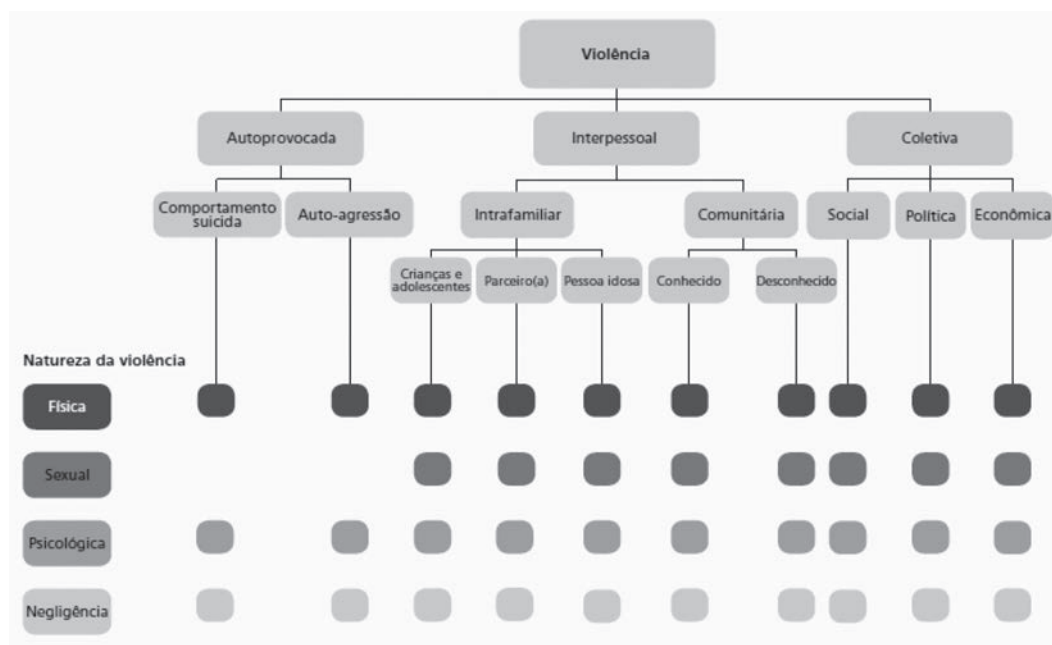 Violência
Autoprovocada
Interpessoal
Coletiva
Comportamento
suicida
Auto-agressão
Intrafamiliar
Comunitária
Social
Política
Econômica
Crianças e
adolescentes
Parceiro(a)
Pessoa idosa
Conhecido
Desconhecido
Natureza da violência
Física
Sexual
Psicológica
Negligência